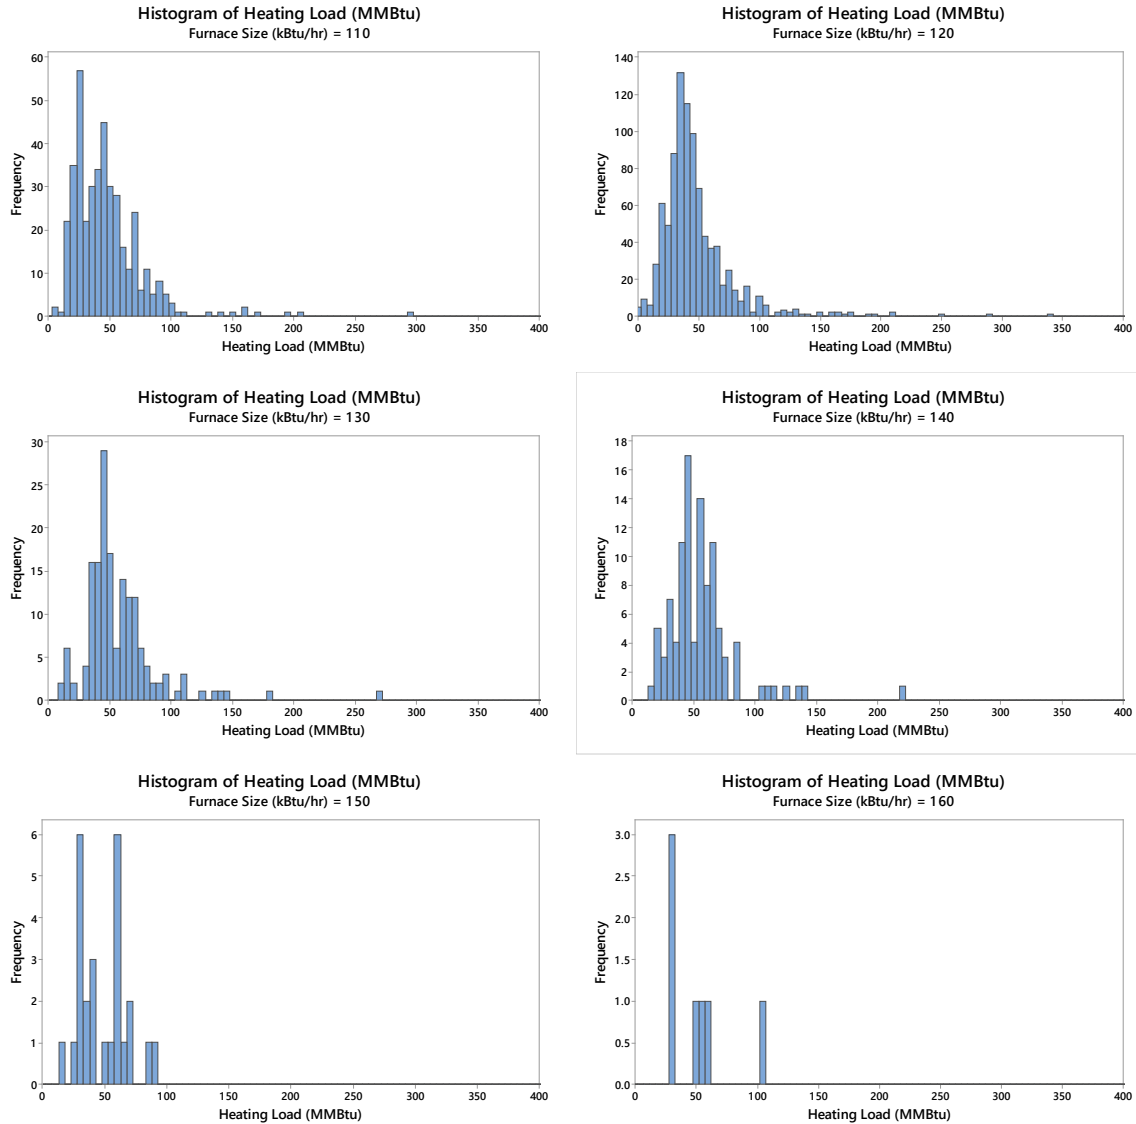 Histogram of Heating Load (MMBtu)
Furnace Size (kBtu/hr) = 110
60
50
40
30
20
10
0
Frequency
0 50 100 150 200 250 300 350 400
Heating Load (MMBtu)
Histogram of Heating Load (MMBtu)
Furnace Size (kBtu/hr) = 120
140
120
100
80
60
40
20
0
Frequency
0 50 100 150 200 250 300 350 400
Heating Load (MMBtu)
Histogram of Heating Load (MMBtu)
Furnace Size (kBtu/hr) = 130
30
25
20
15
10
5
0
Frequency
0 50 100 150 200 250 300 350 400
Heating Load (MMBtu)
Histogram of Heating Load (MMBtu)
Furnace Size (kBtu/hr) = 140
18
16
14
12
10
8
6
4
2
0
Frequency
0 50 100 150 200 250 300 350 400
Heating Load (MMBtu)
Histogram of Heating Load (MMBtu)
Furnace Size (kBtu/hr) = 150
6
5
4
3
2
1
0
Frequency
0 50 100 150 200 250 300 350 400
Heating Load (MMBtu)
Histogram of Heating Load (MMBtu)
Furnace Size (kBtu/hr) = 160
3.0
2.5
2.0
1.5
1.0
0.5
0.0
Frequency
0 50 100 150 200 250 300 350 400
Heating Load (MMBtu)